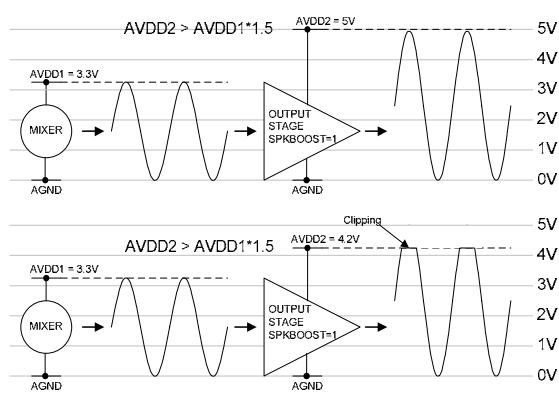 AVDD2 > AVDD1*1.5
AVDD2 = 5V
5V
4V
AVDD1 = 3.3V
3V
OUTPUT
STAGE
SPKBOOST=1
MIXER
2V
1V
0V
AGND
AGND
Clipping
5V
AVDD2 > AVDD1*1.5
AVDD2 = 4.2V
4V
AVDD1 = 3.3V
3V
OUTPUT
STAGE
SPKBOOST=1
MIXER
2V
1V
0V
AGND
AGND